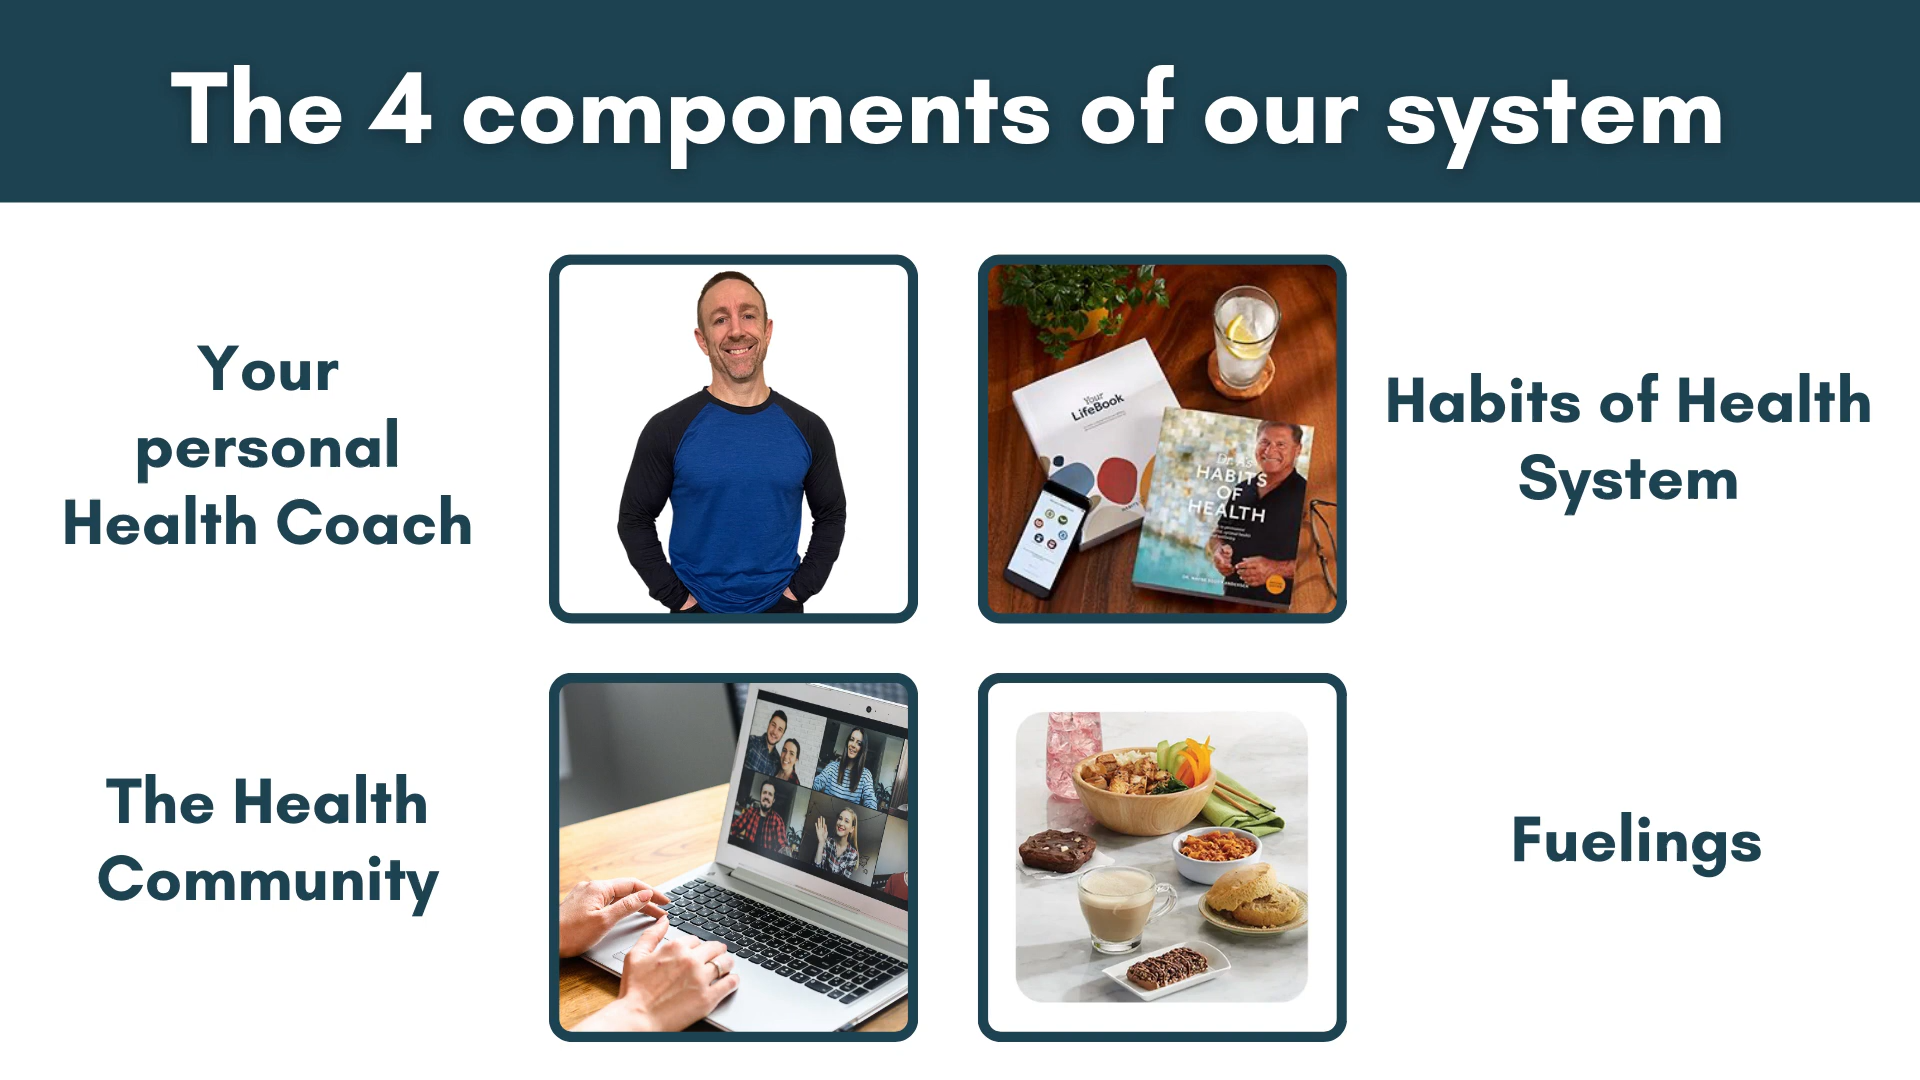 The 4 components of our system
Your
personal
Health Coach
Your
LifeBook
Dr. A's
HABITS
OF
HEALTH
Habits of Health
System
The Health
Community
Fuelings